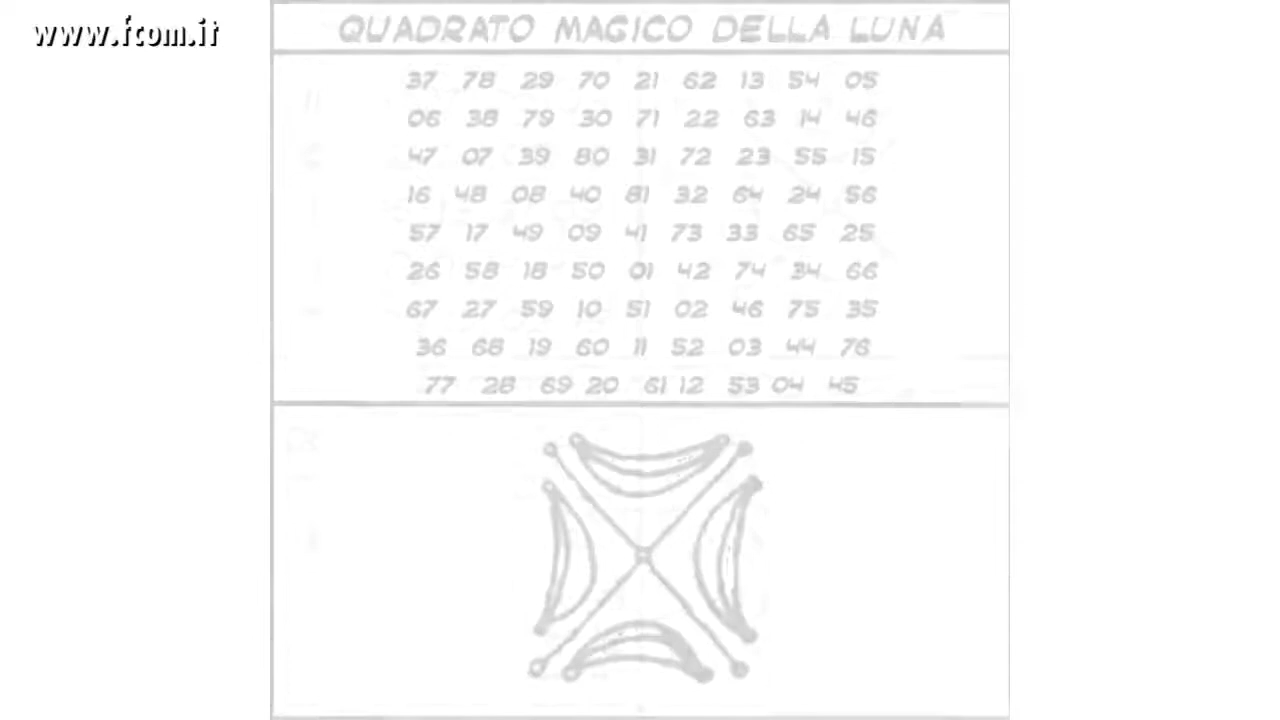 www.fcom.it
QUADRATO MAGICO DELLA LUNA
37 78 29 70 21 62 13 54 05
06 38 79 30 71 22 63 14 46
47 07 39 80 31 72 23 55 15
16 48 08 40 81 32 64 24 56
57 17 49 09 41 73 33 65 25
26 58 18 50 01 42 74 34 66
67 27 59 10 51 02 46 75 35
36 68 19 60 11 52 03 44 76
77 28 69 20 61 12 53 04 45